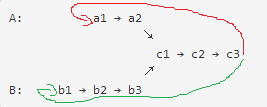 A: a1 → a2
↘
c1 → c2 → c3
↗
B: b1 → b2 → b3